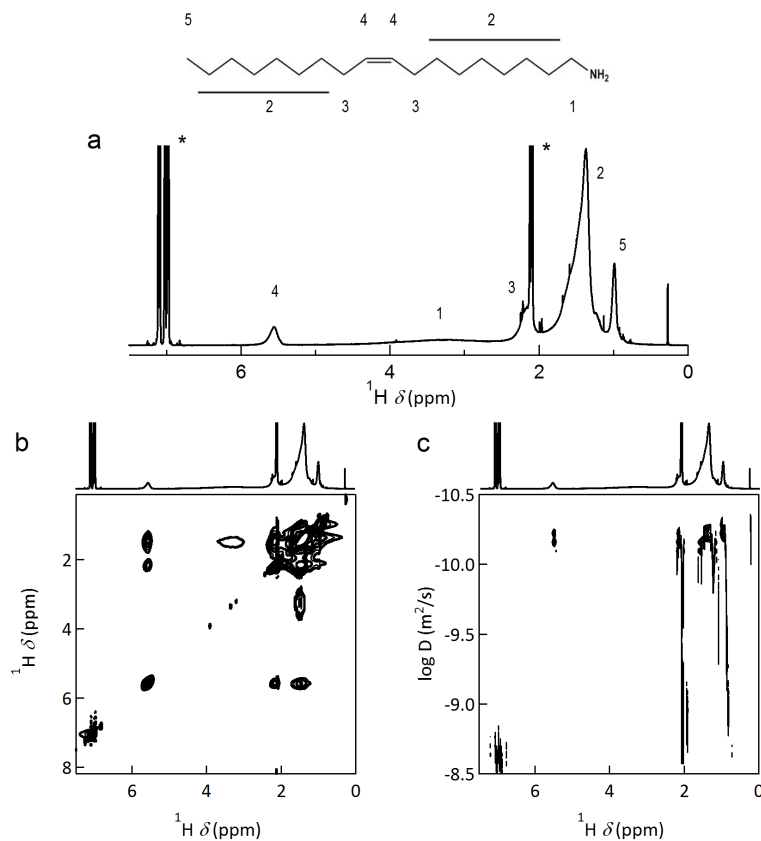 5 4 4 2
NH₂
2 3 3 1
a
* *
2
5
4 1 3
6 4 2 0
¹H δ (ppm)
b c
-10.5
2 -10.0
4 -9.5
6 -9.0
8 -8.5
¹H δ (ppm) log D (m²/s)
6 4 2 0 6 4 2 0
¹H δ (ppm) ¹H δ (ppm)